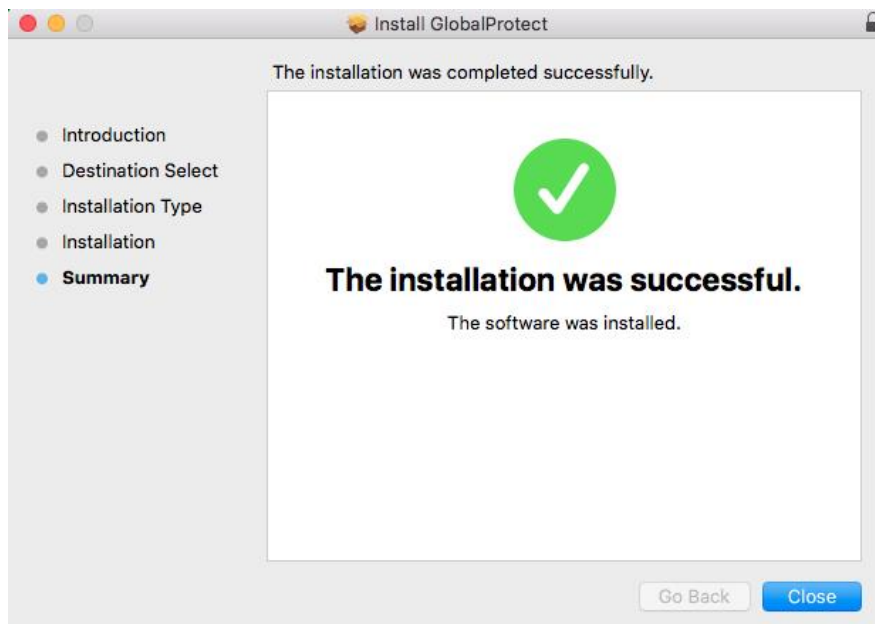 Install GlobalProtect
The installation was completed successfully.
Introduction
Destination Select
Installation Type
Installation
Summary
The installation was successful.
The software was installed.
Go Back
Close